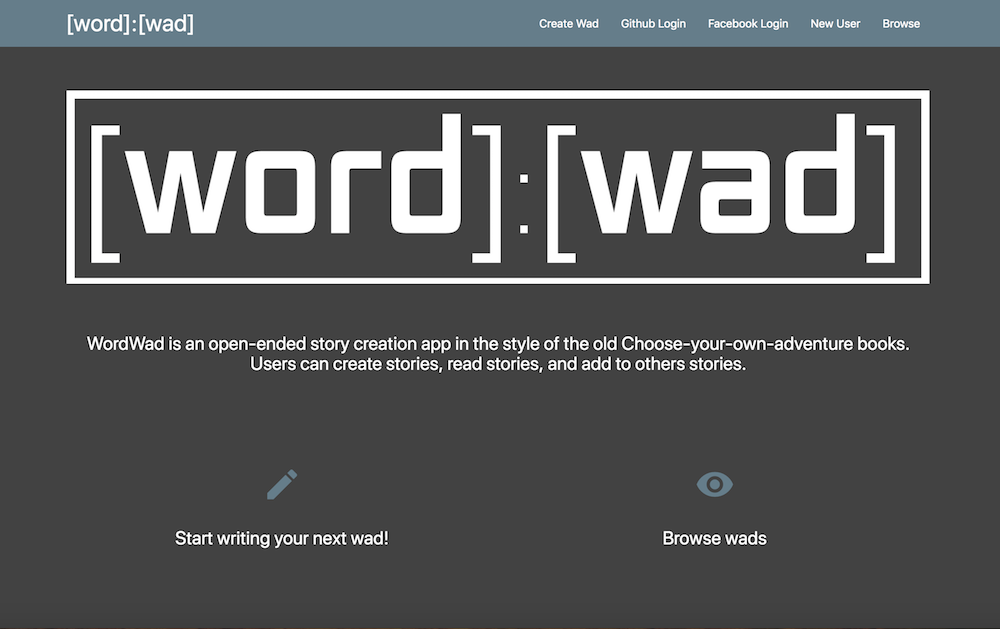 [word]:[wad]
Create Wad Github Login Facebook Login New User Browse
[word]:[wad]
WordWad is an open-ended story creation app in the style of the old Choose-your-own-adventure books.
Users can create stories, read stories, and add to others stories.
Start writing your next wad!
Browse wads